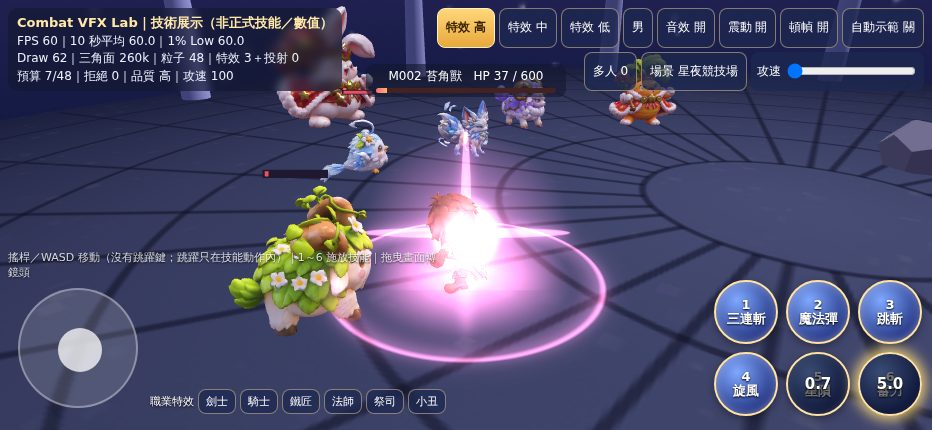 Combat VFX Lab｜技術展示（非正式技能／數值）
FPS 60｜10 秒平均 60.0｜1% Low 60.0
Draw 62｜三角面 260k｜粒子 48｜特效 3＋投射 0
預算 7/48｜拒絕 0｜品質 高｜攻速 100
特效 高
特效 中
特效 低
男
音效 開
震動 開
頓幀 開
自動示範 關
多人 0
場景 星夜競技場
攻速
M002 苔角獸 HP 37 / 600
搖桿／WASD 移動（沒有跳躍鍵；跳躍只在技能動作內）｜1～6 施放技能｜拖曳畫面轉
鏡頭
1
三連斬
2
魔法彈
3
跳斬
4
旋風
5
0.7
星隕
6
5.0
蓄力
職業特效
劍士
騎士
鐵匠
法師
祭司
小丑